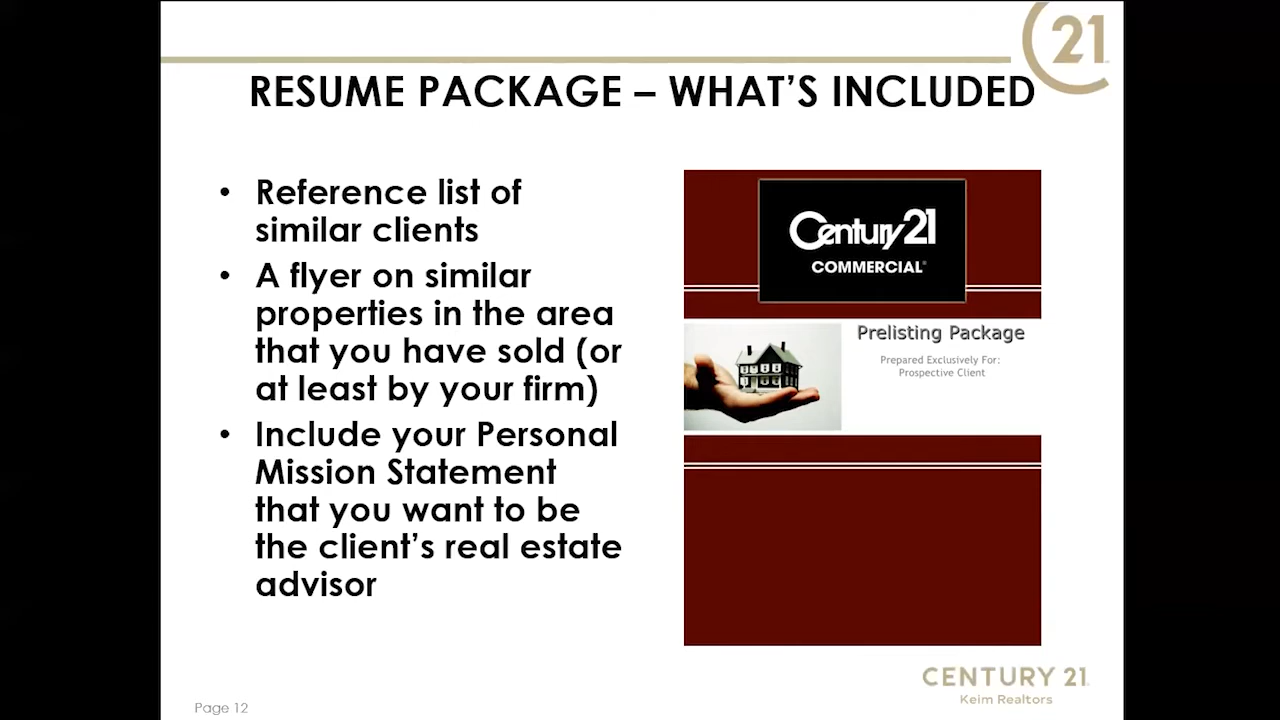 21
RESUME PACKAGE – WHAT'S INCLUDED
• Reference list of
similar clients
• A flyer on similar
properties in the area
that you have sold (or
at least by your firm)
• Include your Personal
Mission Statement
that you want to be
the client's real estate
advisor
Century 21
COMMERCIAL®
Prelisting Package
Prepared Exclusively For:
Prospective Client
CENTURY 21
Keim Realtors
Page 12